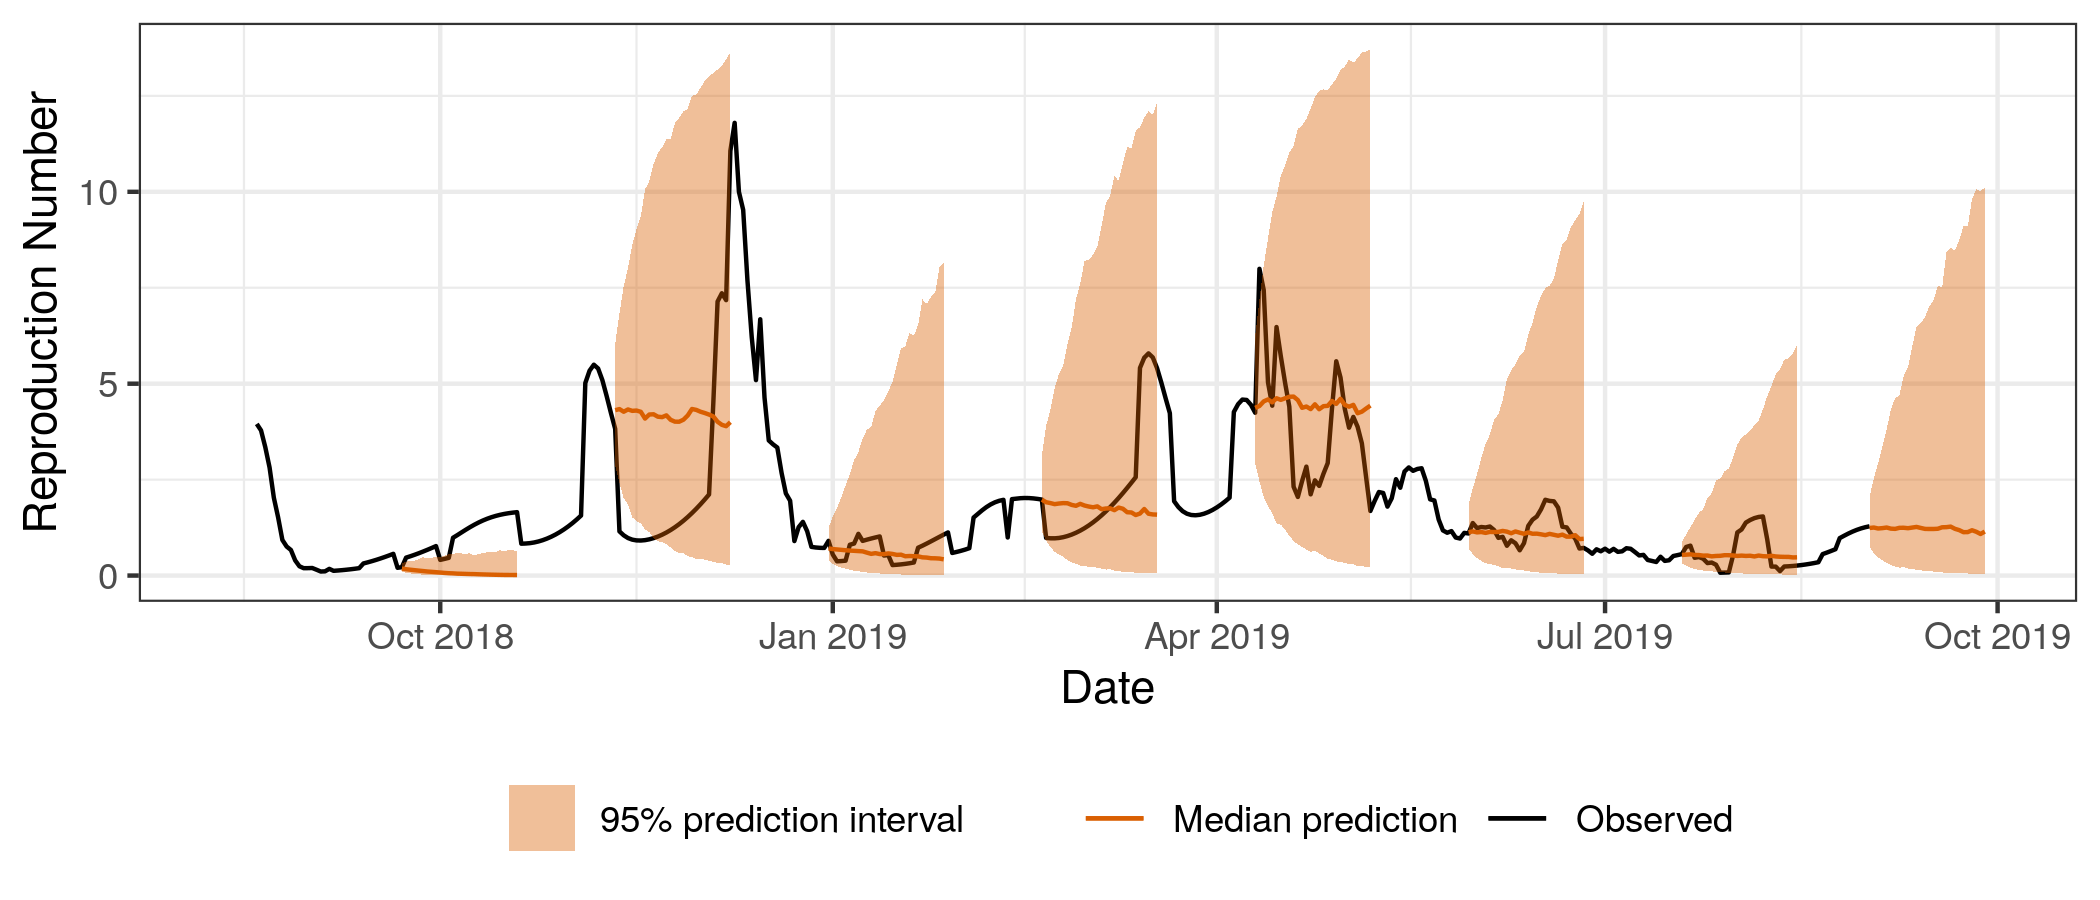 Reproduction Number
10
5
0
Oct 2018
Jan 2019
Apr 2019
Jul 2019
Oct 2019
Date
95% prediction interval
Median prediction
Observed